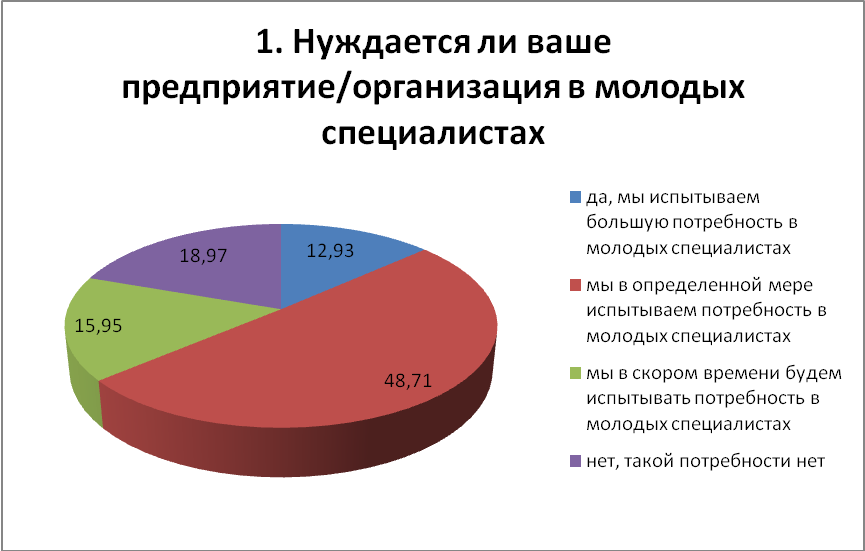 1. Нуждается ли ваше
предприятие/организация в молодых
специалистах
12,93
18,97
15,95
48,71
да, мы испытываем
большую потребность в
молодых специалистах
мы в определенной мере
испытываем потребность в
молодых специалистах
мы в скором времени будем
испытывать потребность в
молодых специалистах
нет, такой потребности нет